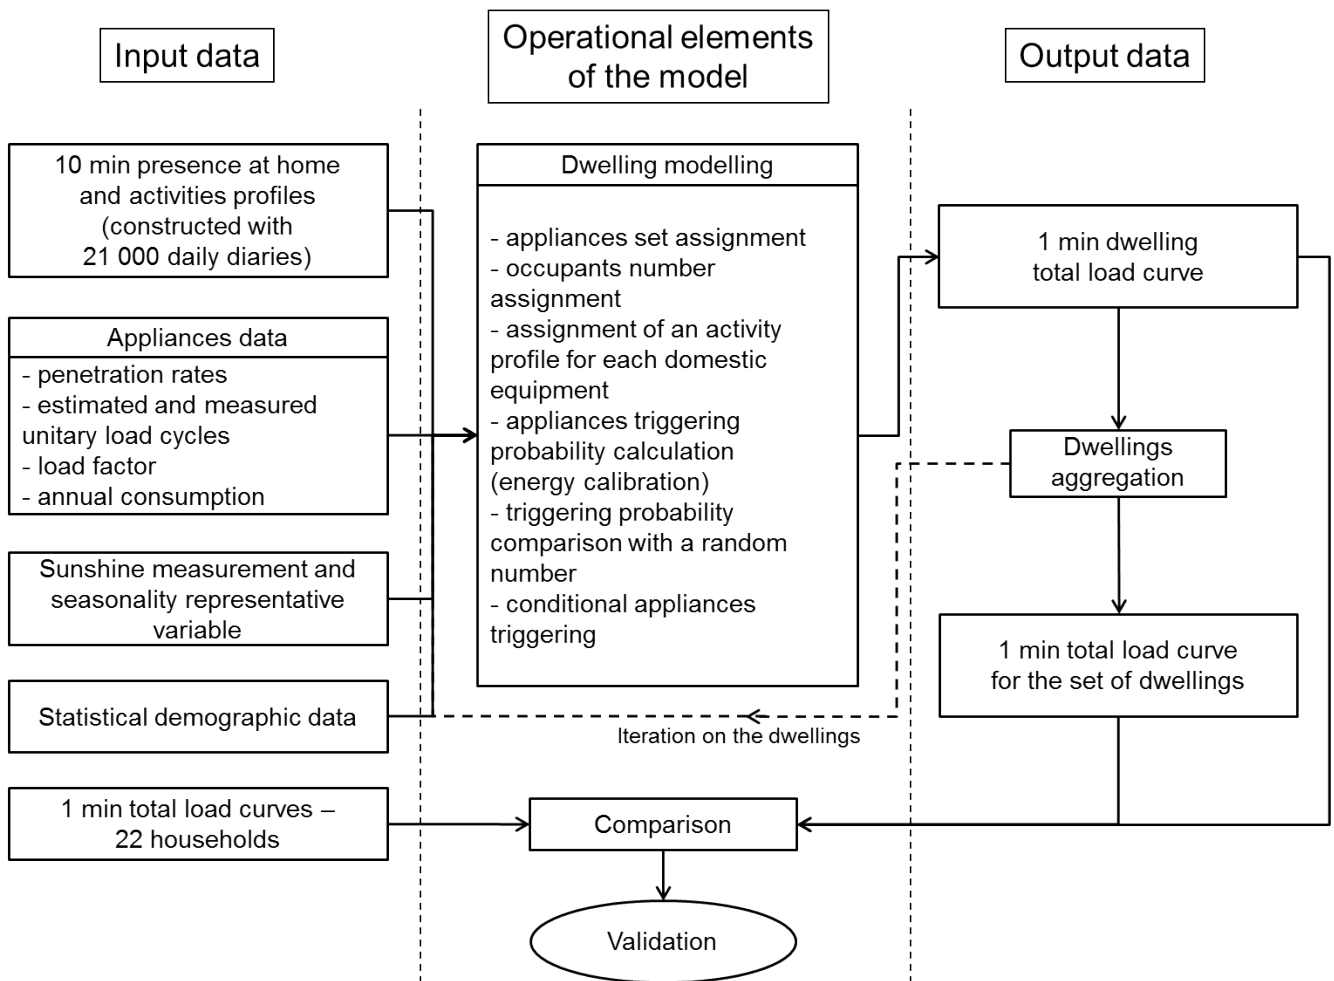 Input data
Operational elements
of the model
Output data
10 min presence at home
and activities profiles
(constructed with
21 000 daily diaries)
Appliances data
- penetration rates
- estimated and measured
unitary load cycles
- load factor
- annual consumption
Sunshine measurement and
seasonality representative
variable
Statistical demographic data
1 min total load curves –
22 households
Dwelling modelling
- appliances set assignment
- occupants number
assignment
- assignment of an activity
profile for each domestic
equipment
- appliances triggering
probability calculation
(energy calibration)
- triggering probability
comparison with a random
number
- conditional appliances
triggering
Iteration on the dwellings
Comparison
Validation
1 min dwelling
total load curve
Dwellings
aggregation
1 min total load curve
for the set of dwellings